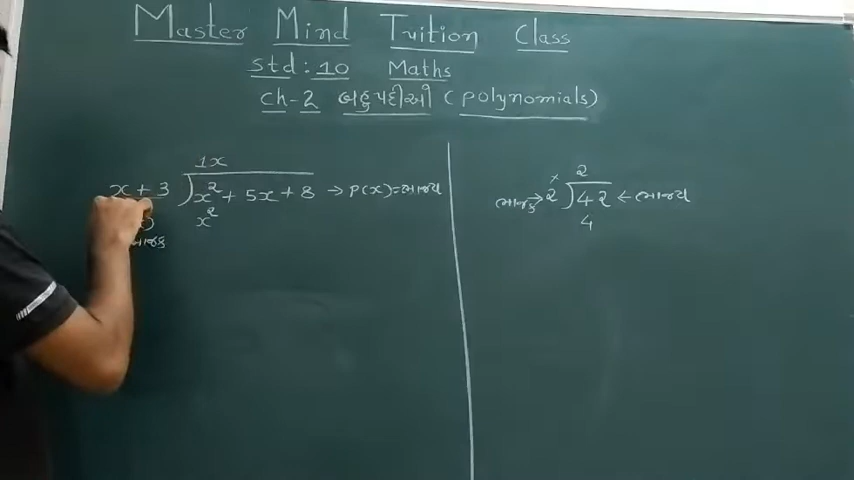 Master Mind Tuition Class
std : 10 Maths
ch-2 બહુપદીઓ (polynomials)
1x
x + 3 ) x² + 5x + 8 → P(x) = ભાજ્ય
x²
ભાજક
2
ભાજક → 2 ) 42 ← ભાજ્ય
4